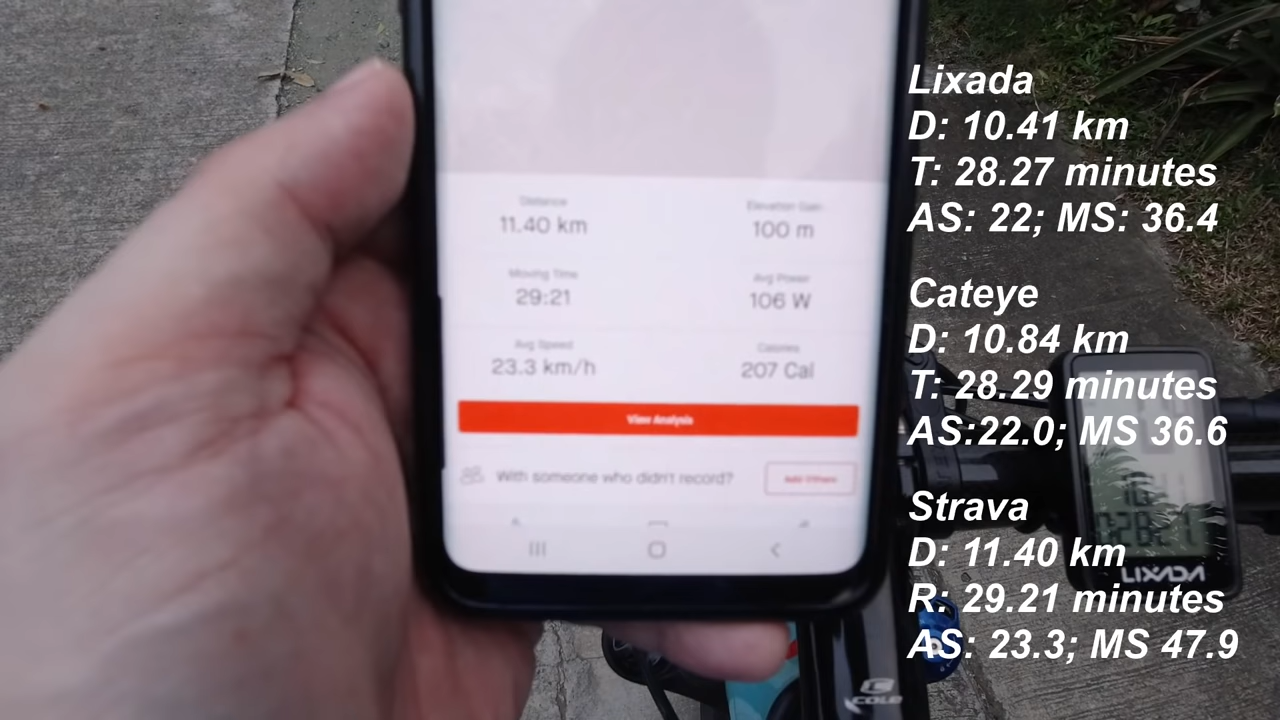 Distance
11.40 km
Elevation Gain
100 m
Moving Time
29:21
Avg Power
106 W
Avg Speed
23.3 km/h
Calories
207 Cal
View Analysis
With someone who didn't record?
Add Others
Lixada
D: 10.41 km
T: 28.27 minutes
AS: 22; MS: 36.4
Cateye
D: 10.84 km
T: 28.29 minutes
AS:22.0; MS 36.6
Strava
D: 11.40 km
R: 29.21 minutes
AS: 23.3; MS 47.9
LIXADA